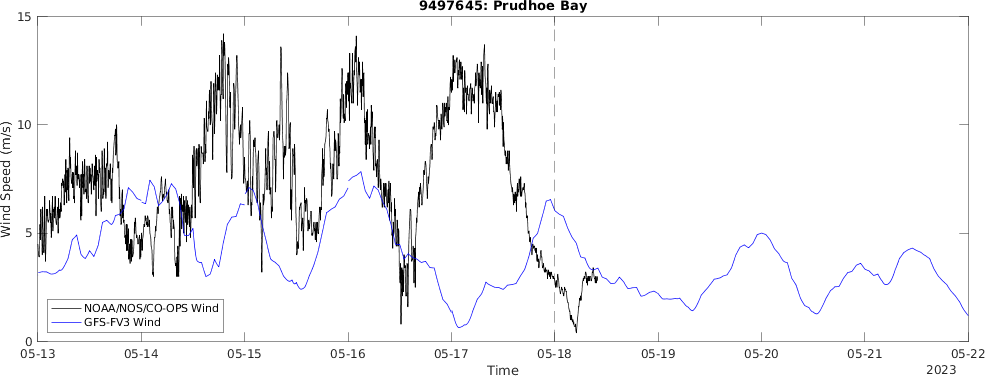 9497645: Prudhoe Bay
15
10
5
0
Wind Speed (m/s)
NOAA/NOS/CO-OPS Wind
GFS-FV3 Wind
05-13 05-14 05-15 05-16 05-17 05-18 05-19 05-20 05-21 05-22
Time
2023